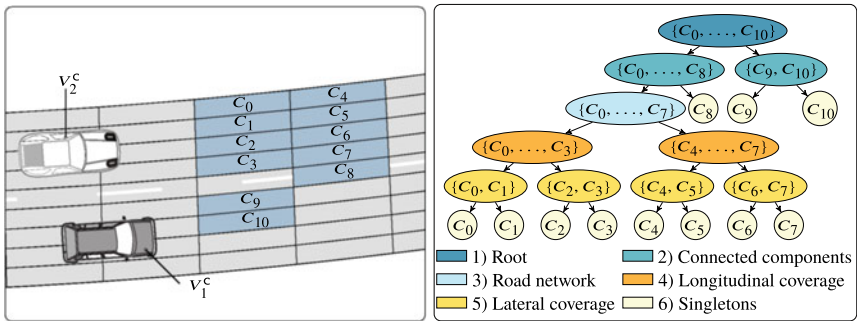 V₂ᶜ
C₀ C₄
C₁ C₅
C₂ C₆
C₃ C₇
C₈
C₉
C₁₀
V₁ᶜ
{C₀, . . . , C₁₀}
{C₀, . . . , C₈} {C₉, C₁₀}
{C₀, . . . , C₇} C₈ C₉ C₁₀
{C₀, . . . , C₃} {C₄, . . . , C₇}
{C₀, C₁} {C₂, C₃} {C₄, C₅} {C₆, C₇}
C₀ C₁ C₂ C₃ C₄ C₅ C₆ C₇
1) Root 2) Connected components
3) Road network 4) Longitudinal coverage
5) Lateral coverage 6) Singletons